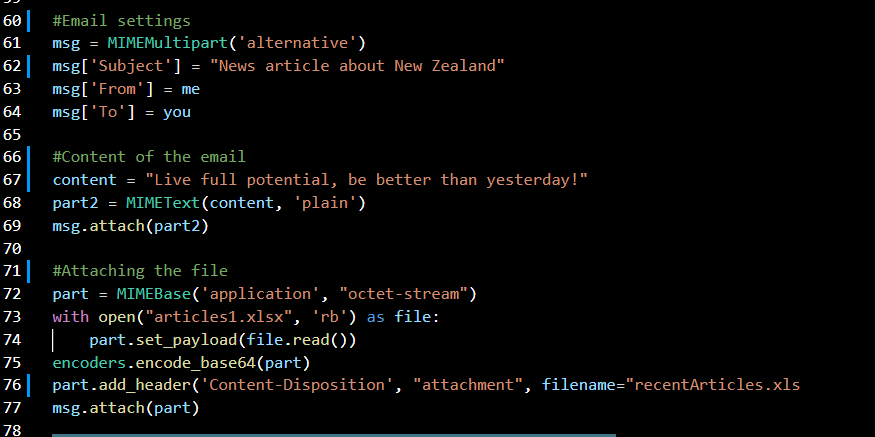 60 #Email settings
61 msg = MIMEMultipart('alternative')
62 msg['Subject'] = "News article about New Zealand"
63 msg['From'] = me
64 msg['To'] = you
65
66 #Content of the email
67 content = "Live full potential, be better than yesterday!"
68 part2 = MIMEText(content, 'plain')
69 msg.attach(part2)
70
71 #Attaching the file
72 part = MIMEBase('application', "octet-stream")
73 with open("articles1.xlsx", 'rb') as file:
74 part.set_payload(file.read())
75 encoders.encode_base64(part)
76 part.add_header('Content-Disposition', "attachment", filename="recentArticles.xls
77 msg.attach(part)
78